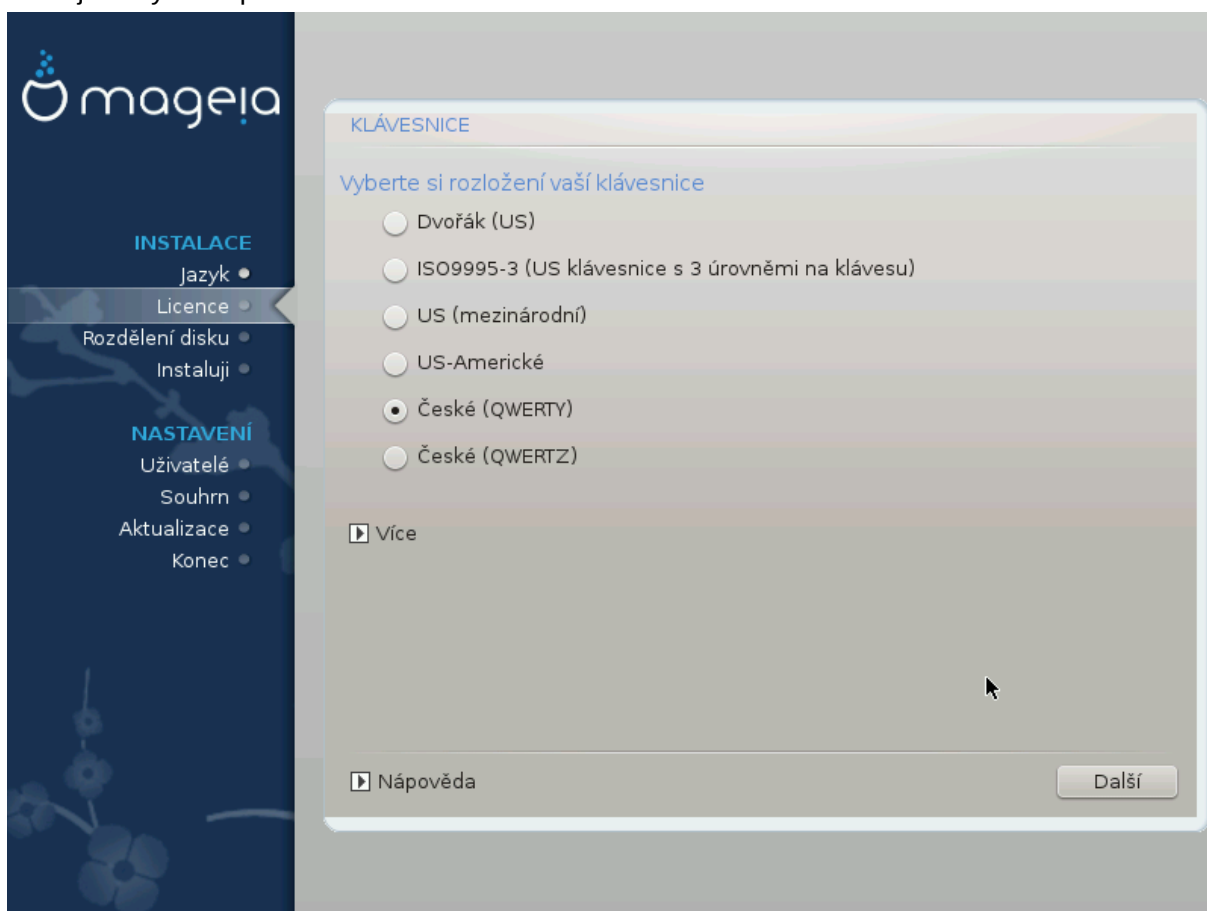 mageia
INSTALACE
Jazyk
Licence
Rozdělení disku
Instaluji
NASTAVENÍ
Uživatelé
Souhrn
Aktualizace
Konec
KLÁVESNICE
Vyberte si rozložení vaší klávesnice
Dvořák (US)
ISO9995-3 (US klávesnice s 3 úrovněmi na klávesu)
US (mezinárodní)
US-Americké
České (QWERTY)
České (QWERTZ)
Více
Nápověda
Další